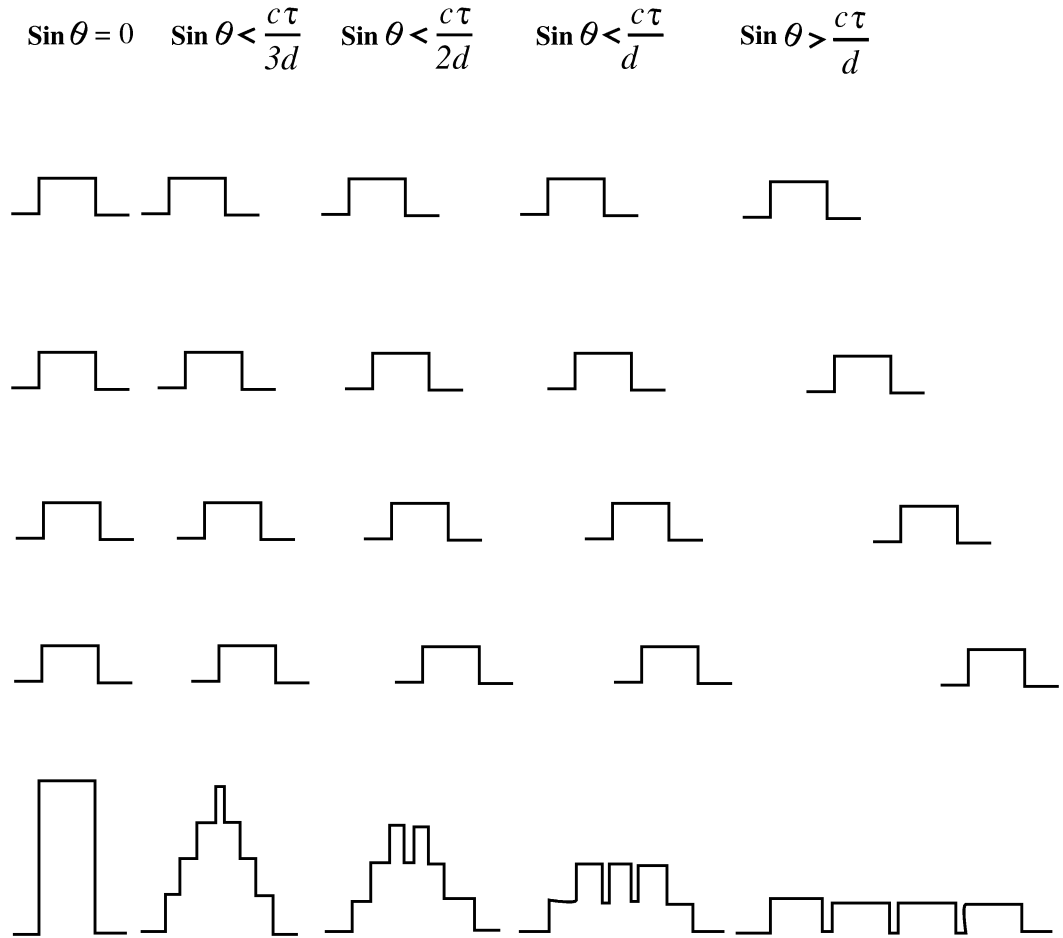 Sin θ = 0 Sin θ < cτ/3d Sin θ < cτ/2d Sin θ < cτ/d Sin θ > cτ/d